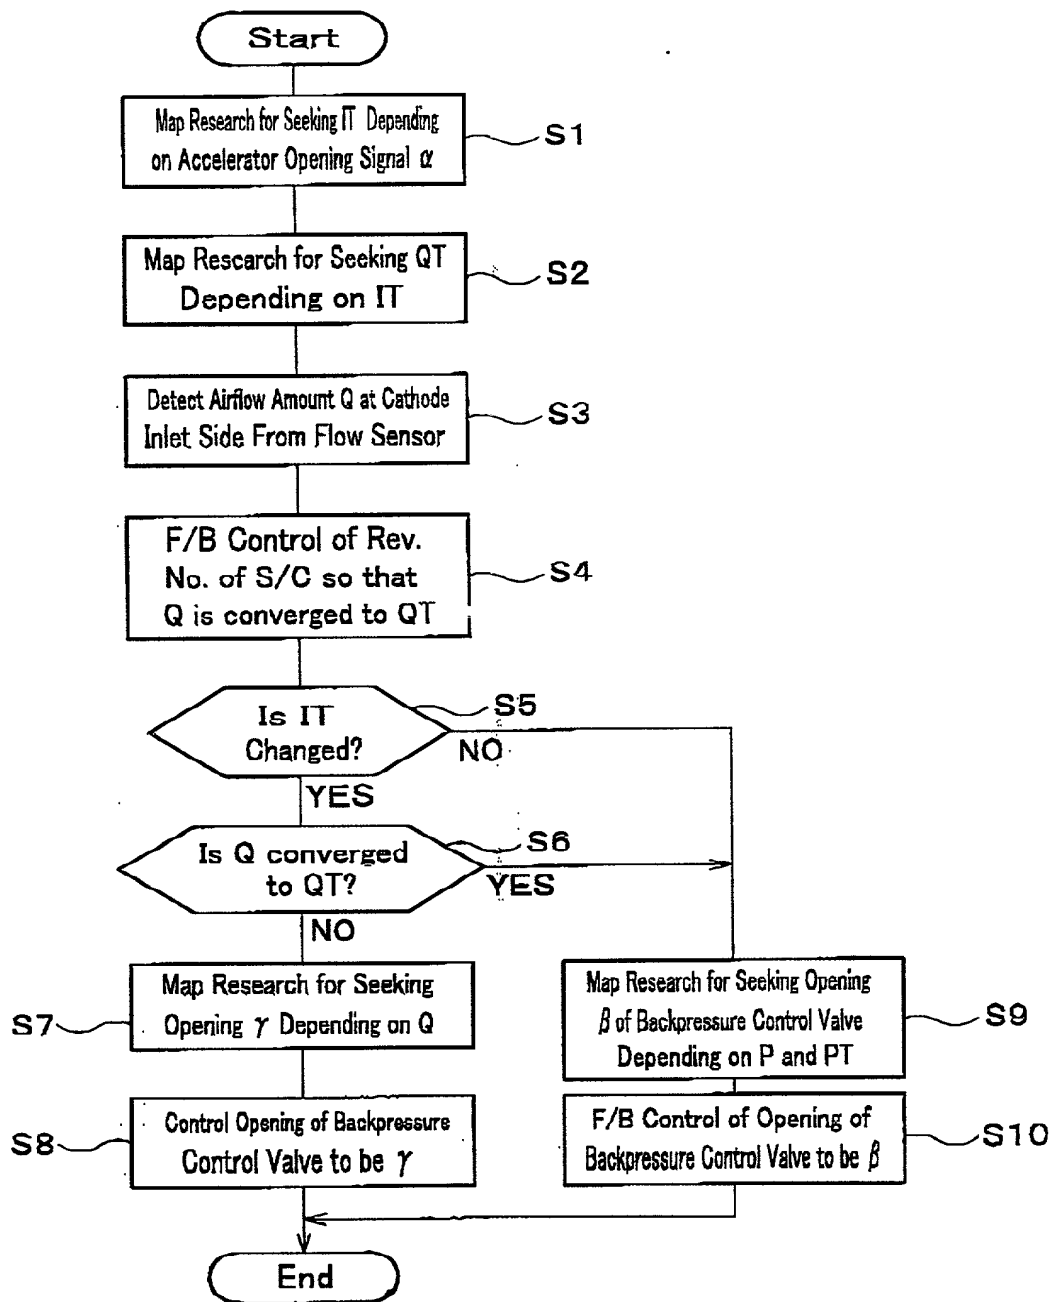 Start
Map Research for Seeking IT Depending
on Accelerator Opening Signal α
S1
Map Research for Seeking QT
Depending on IT
S2
Detect Airflow Amount Q at Cathode
Inlet Side From Flow Sensor
S3
F/B Control of Rev.
No. of S/C so that
Q is converged to QT
S4
Is IT
Changed?
S5
NO
YES
Is Q converged
to QT?
S6
YES
NO
Map Research for Seeking
Opening γ Depending on Q
S7
Control Opening of Backpressure
Control Valve to be γ
S8
Map Research for Seeking Opening
β of Backpressure Control Valve
Depending on P and PT
S9
F/B Control of Opening of
Backpressure Control Valve to be β
S10
End